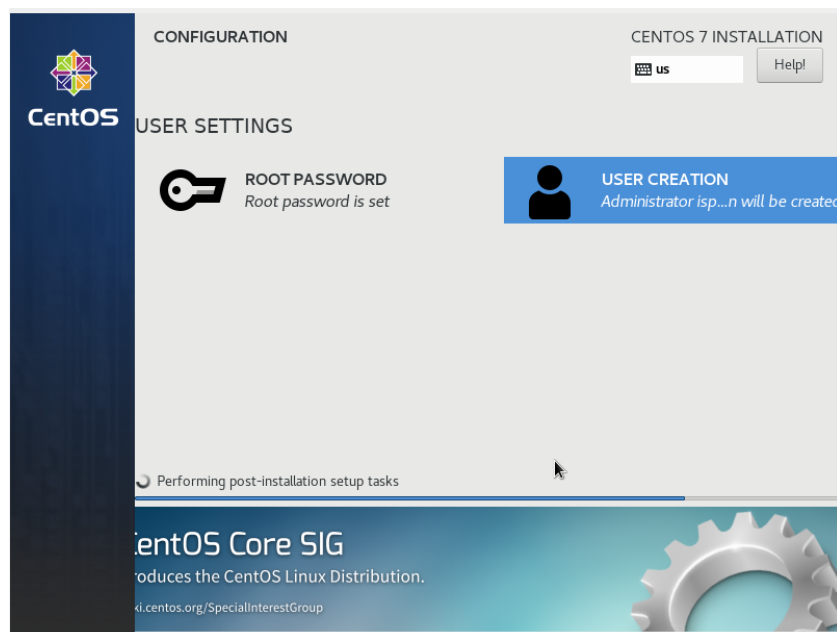 CONFIGURATION
CENTOS 7 INSTALLATION
us
Help!
CentOS
USER SETTINGS
ROOT PASSWORD
Root password is set
USER CREATION
Administrator isp...n will be created
Performing post-installation setup tasks
CentOS Core SIG
roduces the CentOS Linux Distribution.
ki.centos.org/SpecialInterestGroup